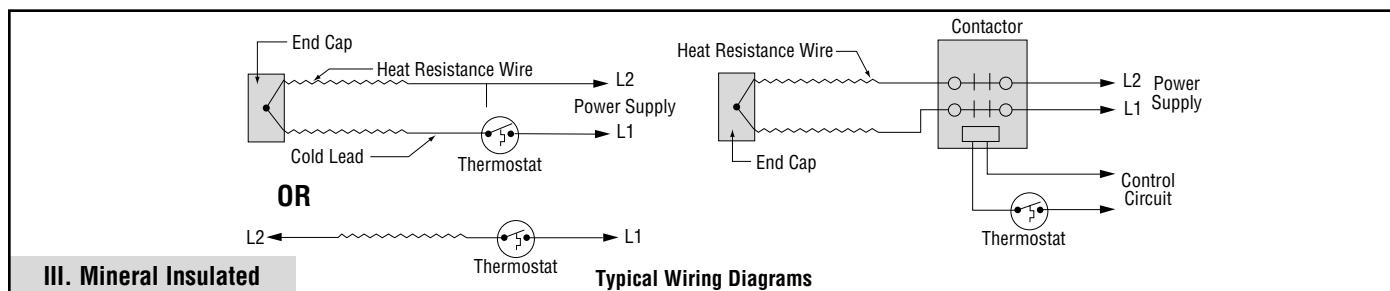 End Cap
Heat Resistance Wire
L2
Power Supply
L1
Cold Lead
Thermostat
OR
L2
L1
Thermostat
Contactor
Heat Resistance Wire
L2
Power
Supply
L1
End Cap
Control
Circuit
Thermostat
III. Mineral Insulated
Typical Wiring Diagrams